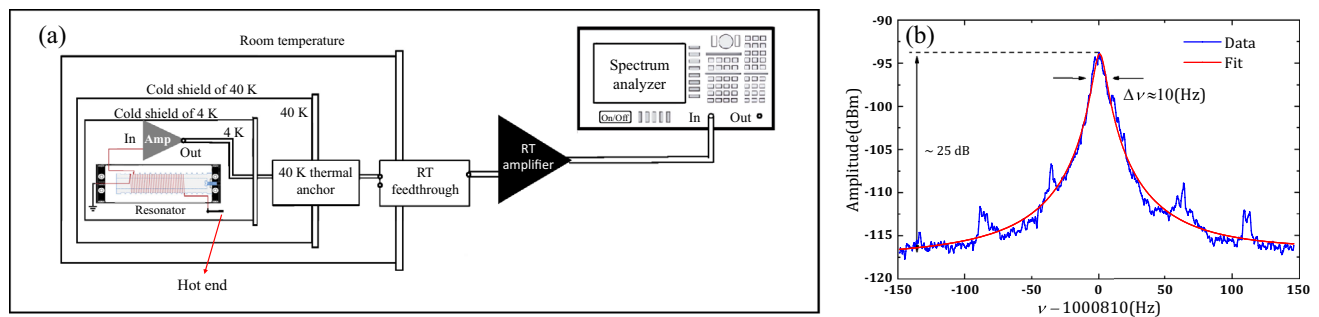 (a)
Room temperature
Cold shield of 40 K
40 K
Cold shield of 4 K
4 K
In
Amp
Out
Resonator
Hot end
40 K thermal
anchor
RT
feedthrough
RT
amplifier
Spectrum
analyzer
On/Off
In
Out
(b)
Data
Fit
Δν≈10(Hz)
~ 25 dB
Amplitude(dBm)
-90
-95
-100
-105
-110
-115
-120
-150
-100
-50
0
50
100
150
ν − 1000810(Hz)